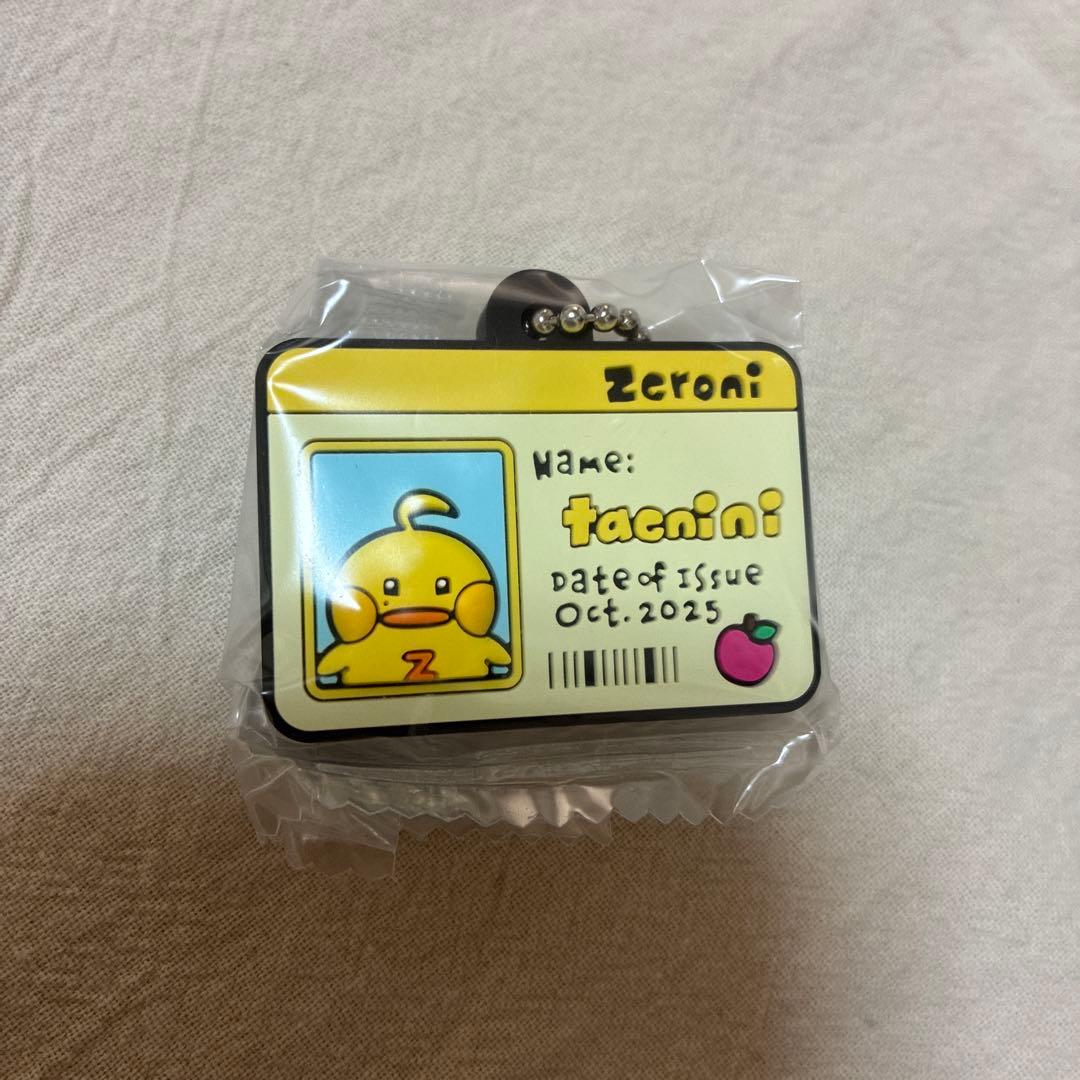 zeroni
Name:
taenini
Date of Issue
Oct. 2025
Z